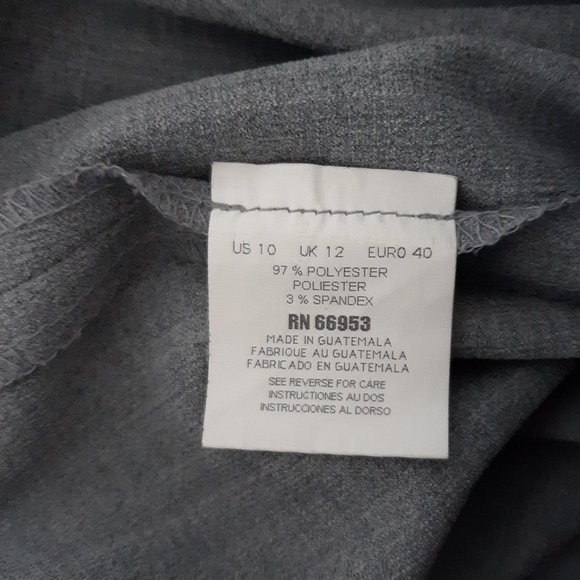 US 10 UK 12 EURO 40
97 % POLYESTER
POLIESTER
3 % SPANDEX
RN 66953
MADE IN GUATEMALA
FABRIQUE AU GUATEMALA
FABRICADO EN GUATEMALA
SEE REVERSE FOR CARE
INSTRUCTIONES AU DOS
INSTRUCCIONES AL DORSO